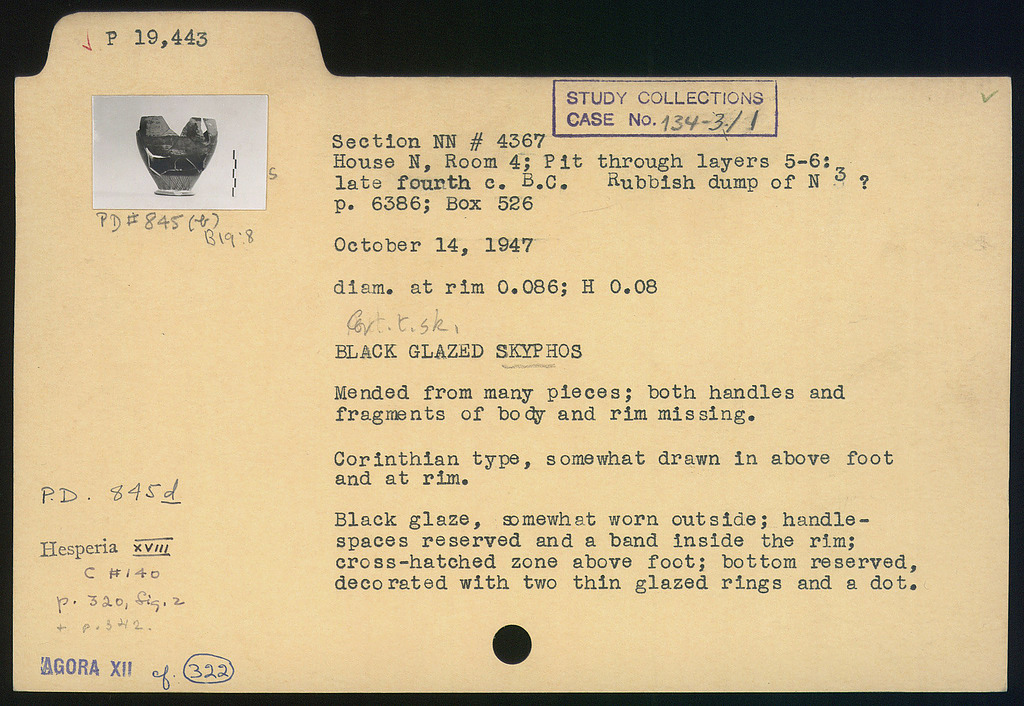 P 19,443
STUDY COLLECTIONS
CASE No. 134-3/1
Section NN # 4367
House N, Room 4; Pit through layers 5-6: 3
late fourth c. B.C. Rubbish dump of N ?
p. 6386; Box 526
S
PD#845(b)
B19:8
October 14, 1947
diam. at rim 0.086; H 0.08
Cor.t.sk.
BLACK GLAZED SKYPHOS
Mended from many pieces; both handles and
fragments of body and rim missing.
Corinthian type, somewhat drawn in above foot
and at rim.
P.D. 845d
Black glaze, somewhat worn outside; handle-
spaces reserved and a band inside the rim;
cross-hatched zone above foot; bottom reserved,
decorated with two thin glazed rings and a dot.
Hesperia XVIII
C #140
p. 320, fig. 2
+ p. 342.
AGORA XII cf. 322